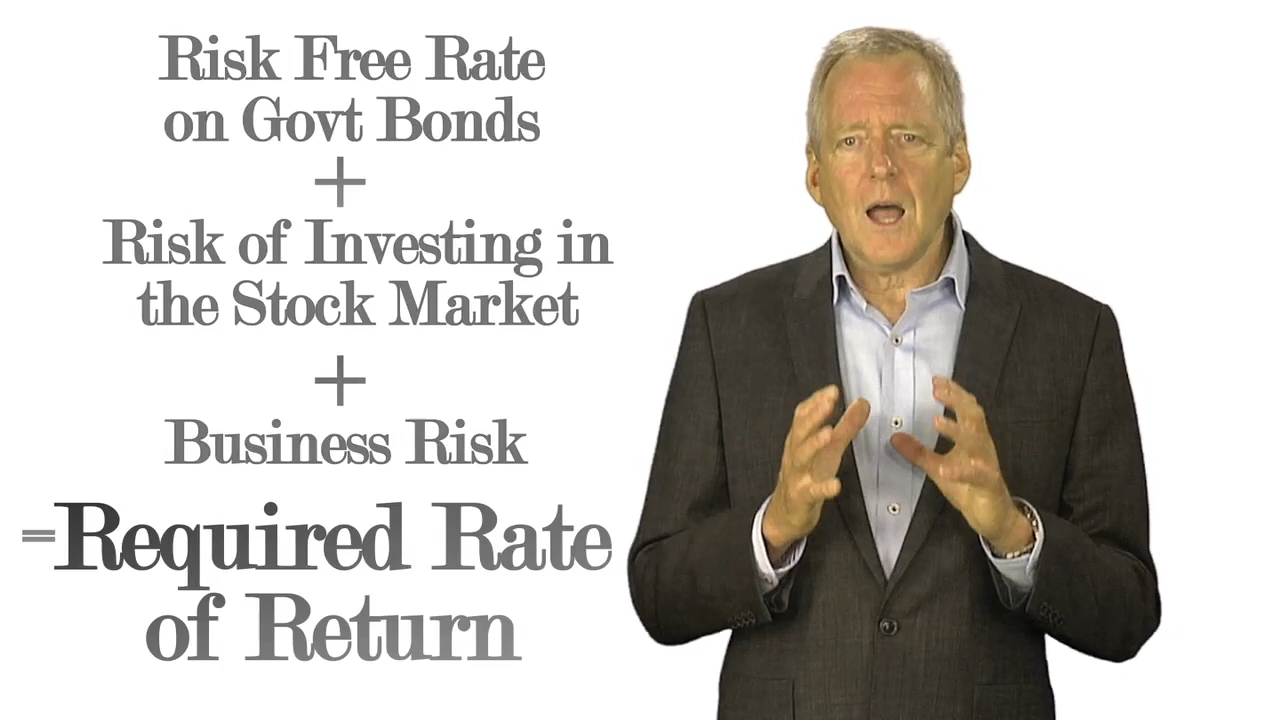 Risk Free Rate
on Govt Bonds
+
Risk of Investing in
the Stock Market
+
Business Risk
=Required Rate
of Return